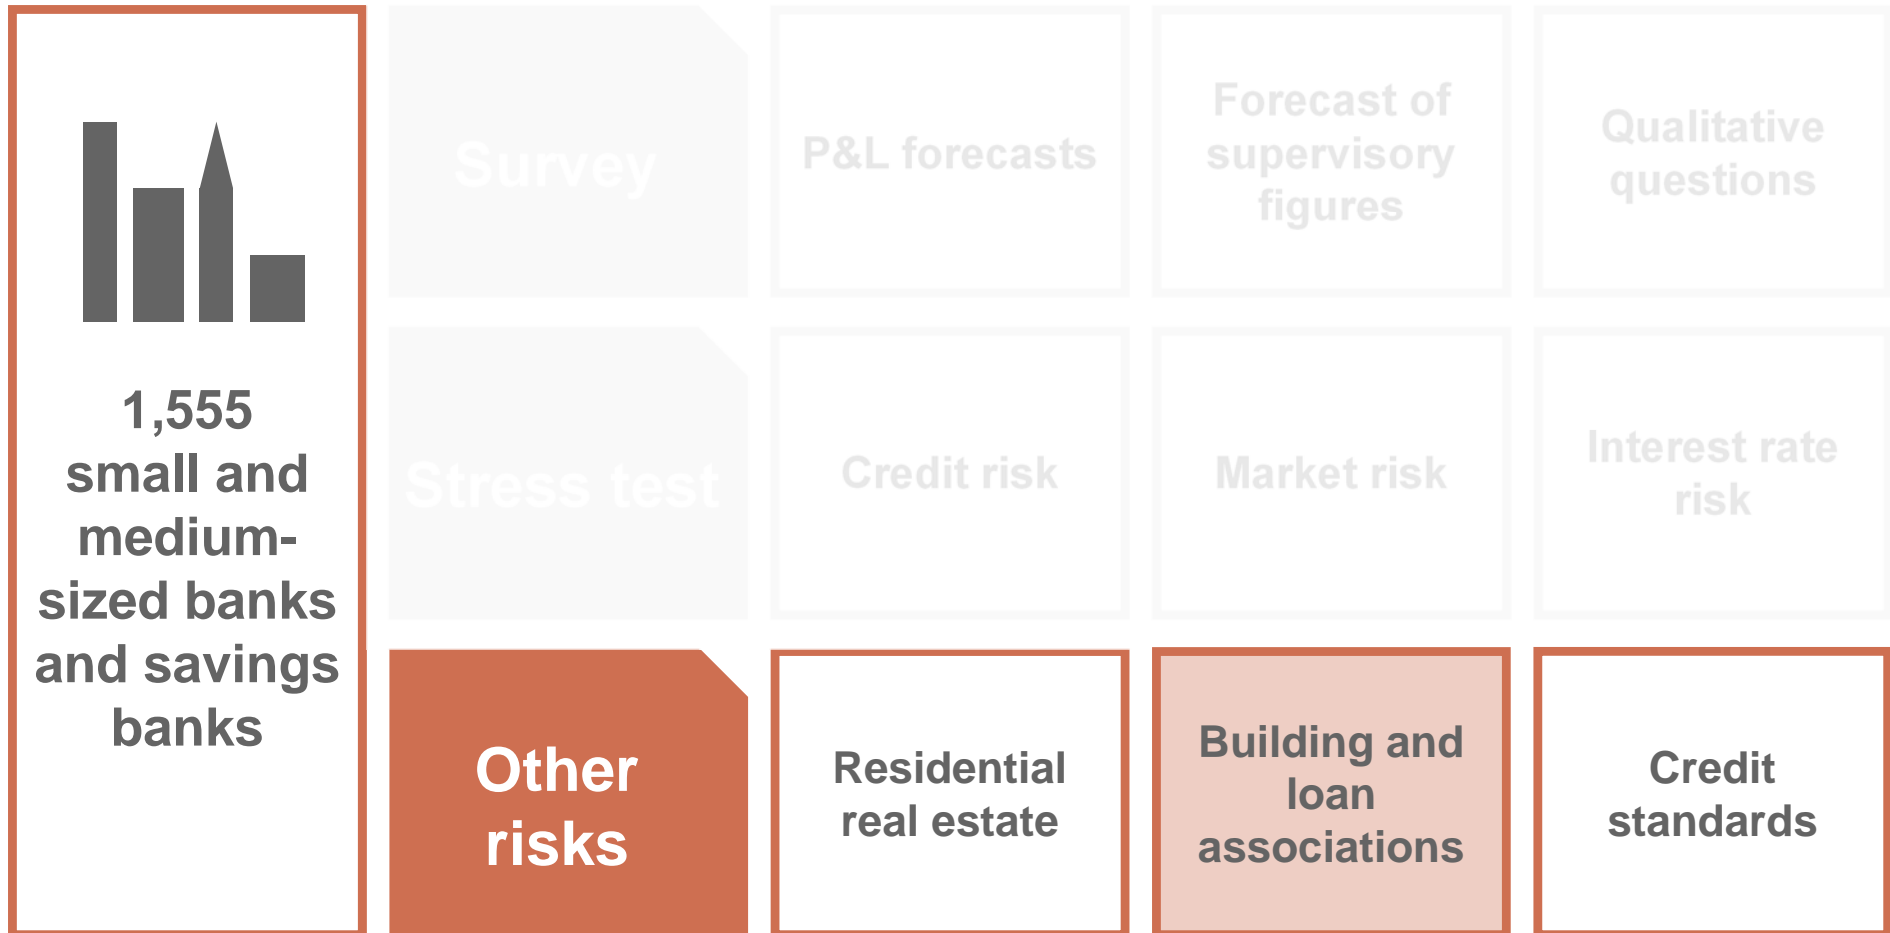 1,555
small and
medium-
sized banks
and savings
banks
Survey
P&L forecasts
Forecast of
supervisory
figures
Qualitative
questions
Stress test
Credit risk
Market risk
Interest rate
risk
Other
risks
Residential
real estate
Building and
loan
associations
Credit
standards